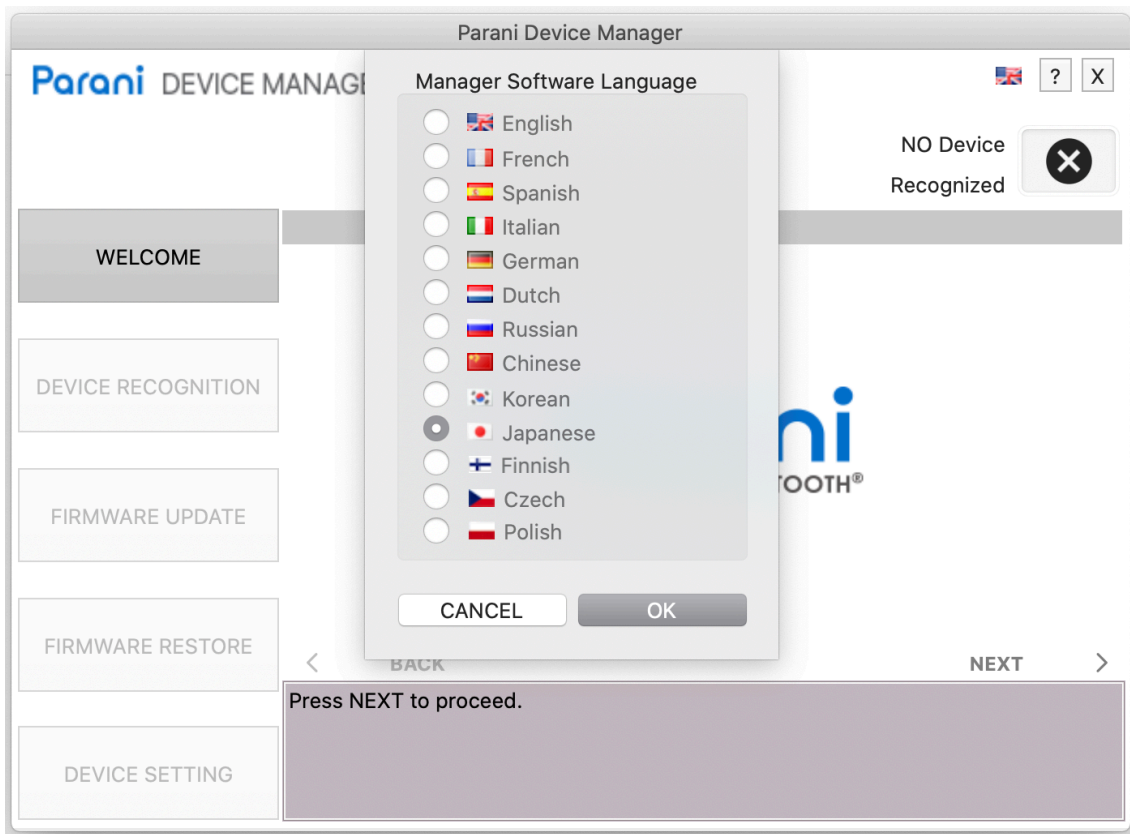 Parani Device Manager
Parani DEVICE MANAG
? X
NO Device
Recognized
Manager Software Language
English
French
Spanish
Italian
German
Dutch
Russian
Chinese
Korean
Japanese
Finnish
Czech
Polish
CANCEL OK
WELCOME
DEVICE RECOGNITION
FIRMWARE UPDATE
FIRMWARE RESTORE
DEVICE SETTING
ni
TOOTH®
< BACK NEXT >
Press NEXT to proceed.